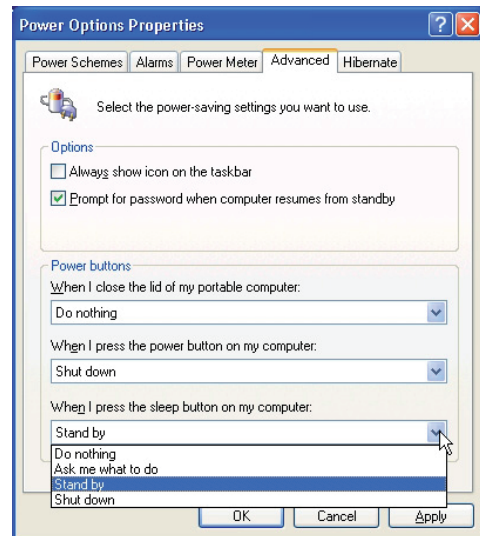 Power Options Properties
Power Schemes Alarms Power Meter Advanced Hibernate
Select the power-saving settings you want to use.
Options
Always show icon on the taskbar
Prompt for password when computer resumes from standby
Power buttons
When I close the lid of my portable computer:
Do nothing
When I press the power button on my computer:
Shut down
When I press the sleep button on my computer:
Stand by
Do nothing
Ask me what to do
Stand by
Shut down
OK Cancel Apply